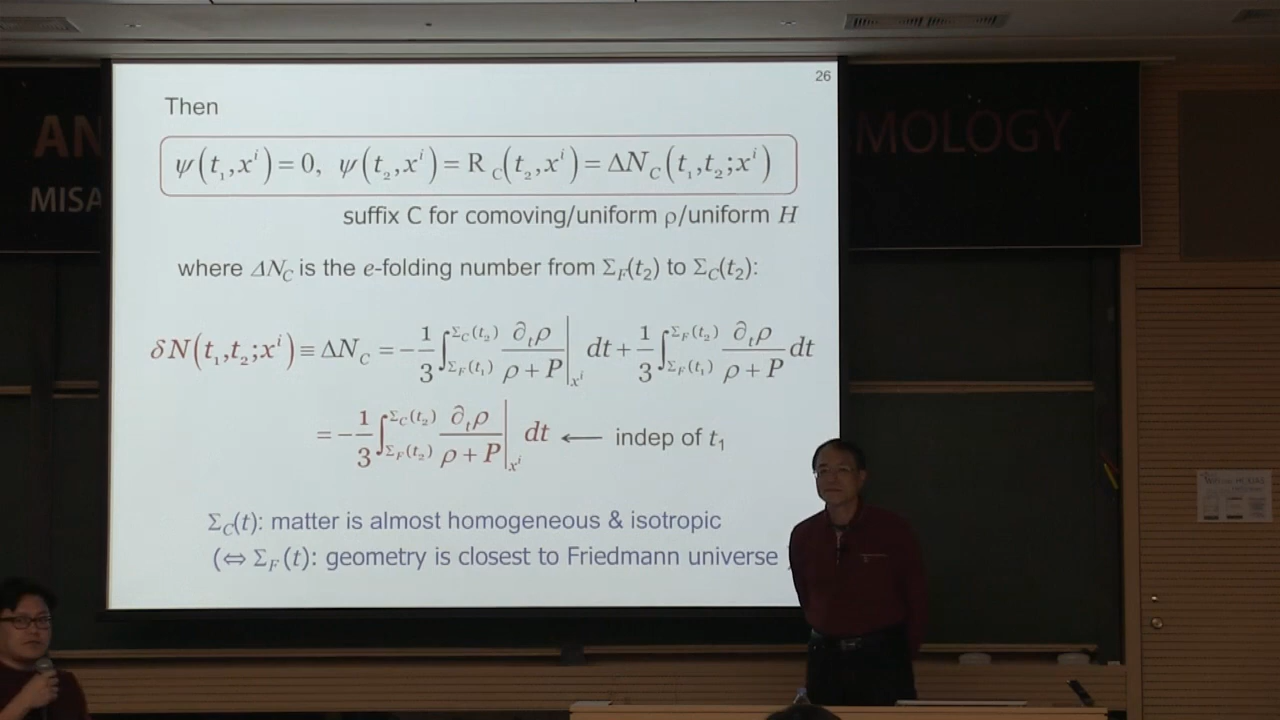 26
Then
ψ(t₁,xⁱ) = 0, ψ(t₂,xⁱ) = R_C(t₂,xⁱ) = ΔN_C(t₁,t₂;xⁱ)
suffix C for comoving/uniform ρ/uniform H
where ΔN_C is the e-folding number from Σ_F(t₂) to Σ_C(t₂):
δN(t₁,t₂;xⁱ) ≡ ΔN_C = −1/3 ∫_{Σ_F(t₁)}^{Σ_C(t₂)} ∂_tρ/(ρ+P)|_{xⁱ} dt + 1/3 ∫_{Σ_F(t₁)}^{Σ_F(t₂)} ∂_tρ/(ρ+P) dt
= −1/3 ∫_{Σ_F(t₂)}^{Σ_C(t₂)} ∂_tρ/(ρ+P)|_{xⁱ} dt ← indep of t₁
Σ_C(t): matter is almost homogeneous & isotropic
(⇔ Σ_F(t): geometry is closest to Friedmann universe )
AN
MOLOGY
MISA